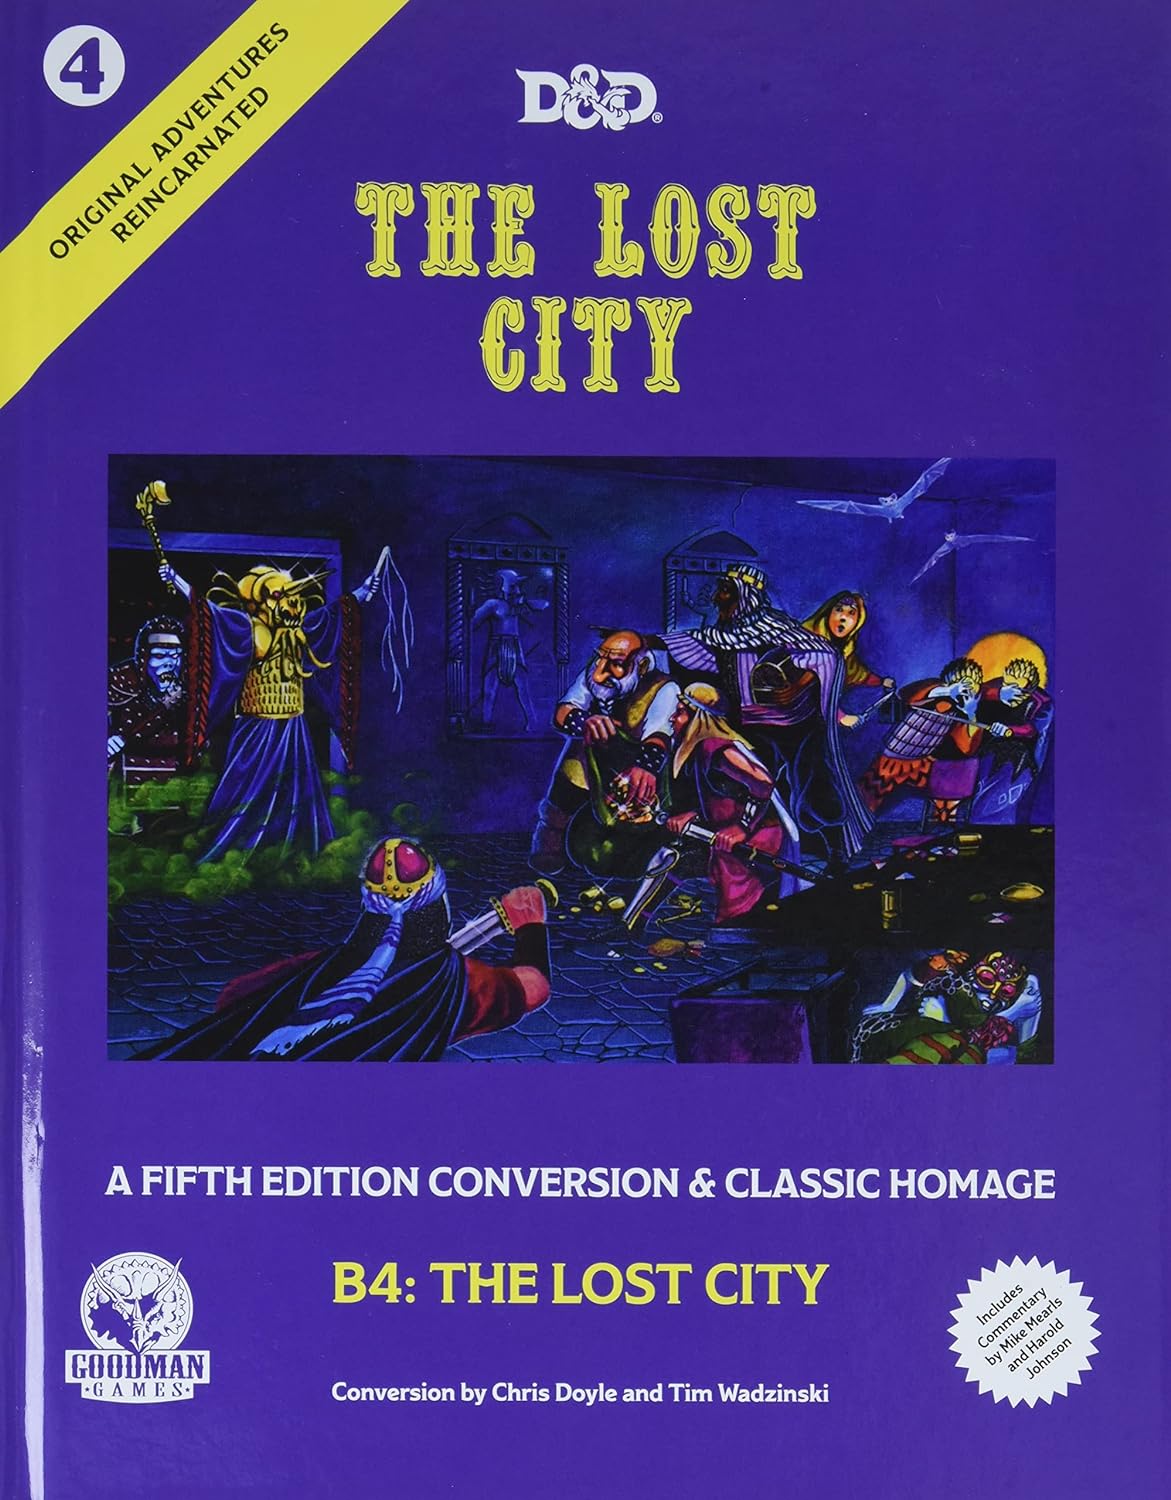 4
ORIGINAL ADVENTURES
REINCARNATED
D&D®
THE LOST
CITY
A FIFTH EDITION CONVERSION & CLASSIC HOMAGE
B4: THE LOST CITY
GOODMAN
GAMES
Includes
Commentary
by Mike Mearls
and Harold
Johnson
Conversion by Chris Doyle and Tim Wadzinski